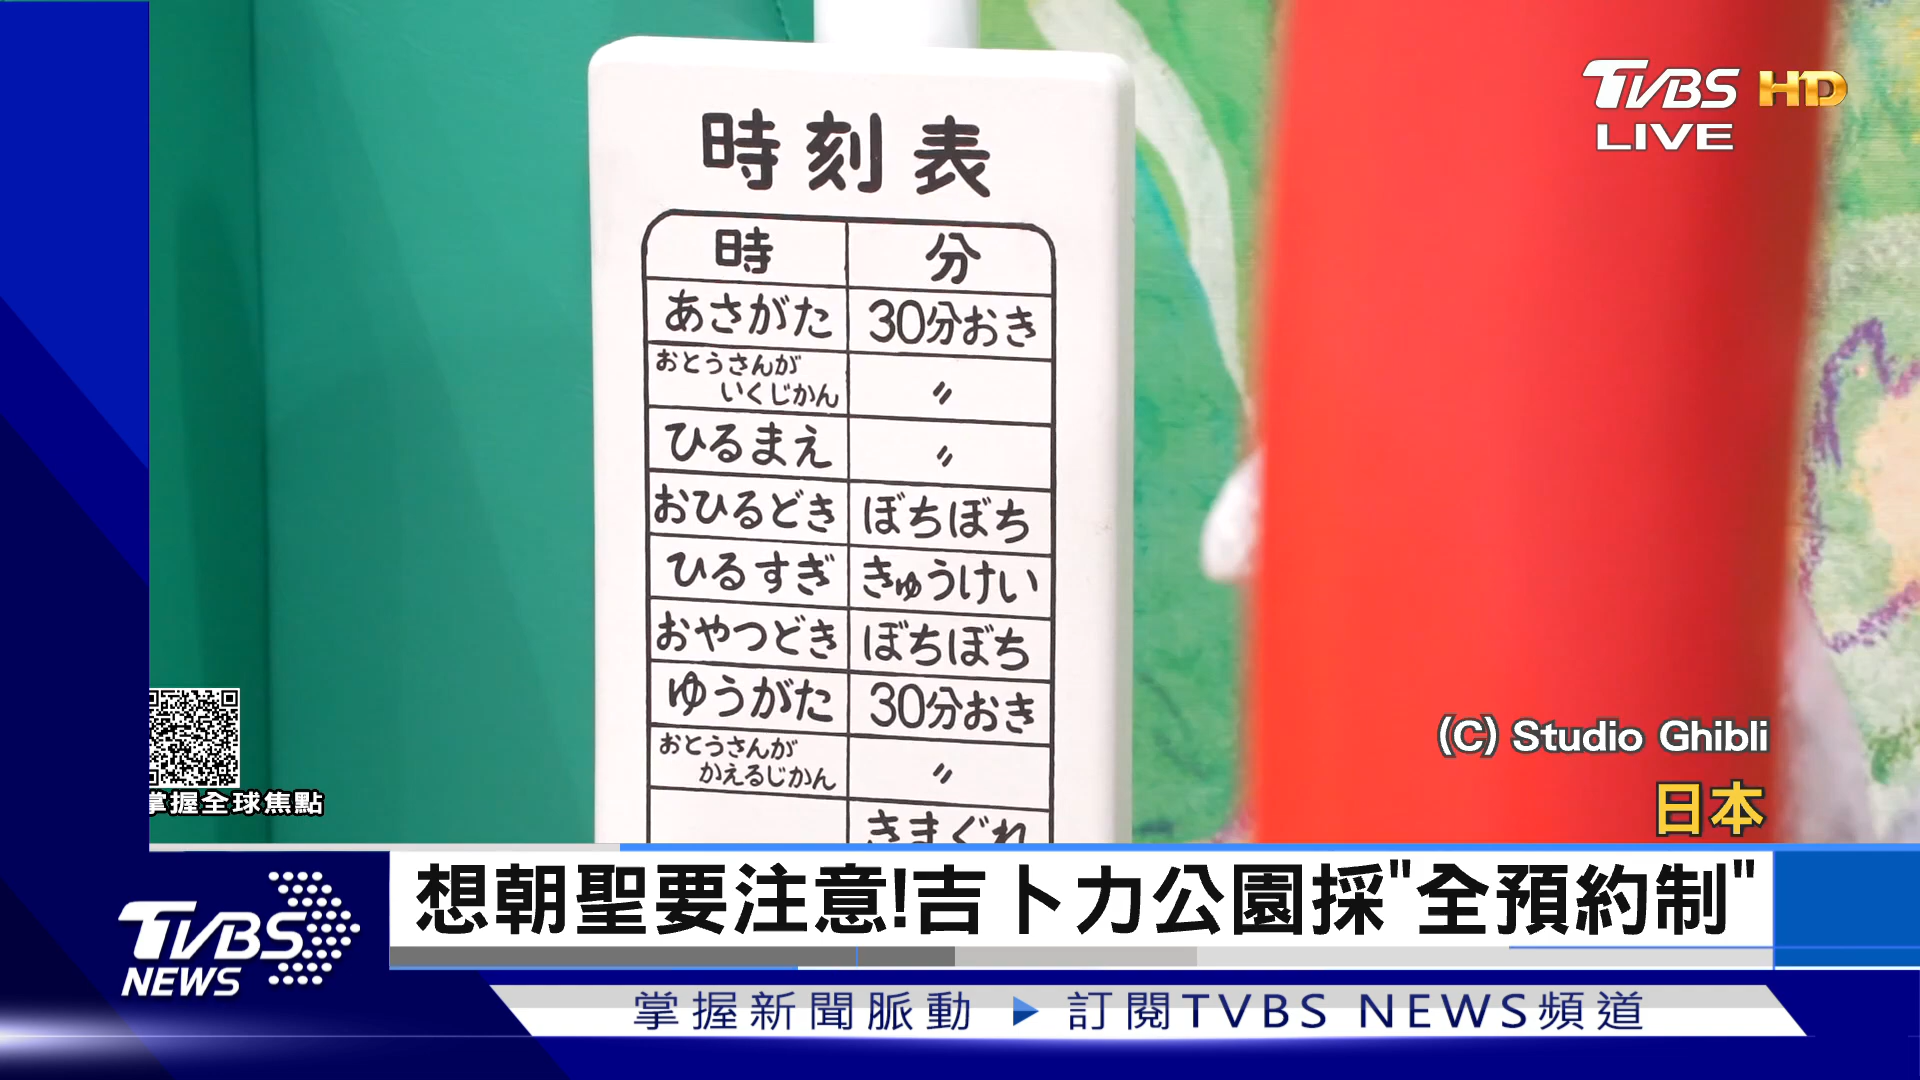 TVBS HD
LIVE
時刻表
時 分
あさがた 30分おき
おとうさんが
いくじかん 〃
ひるまえ 〃
おひるどき ぼちぼち
ひるすぎ きゅうけい
おやつどき ぼちぼち
ゆうがた 30分おき
おとうさんが
かえるじかん 〃
きまぐれ
(C) Studio Ghibli
日本
掌握全球焦點
想朝聖要注意!吉卜力公園採"全預約制"
TVBS
NEWS
掌握新聞脈動 ▶ 訂閱TVBS NEWS頻道